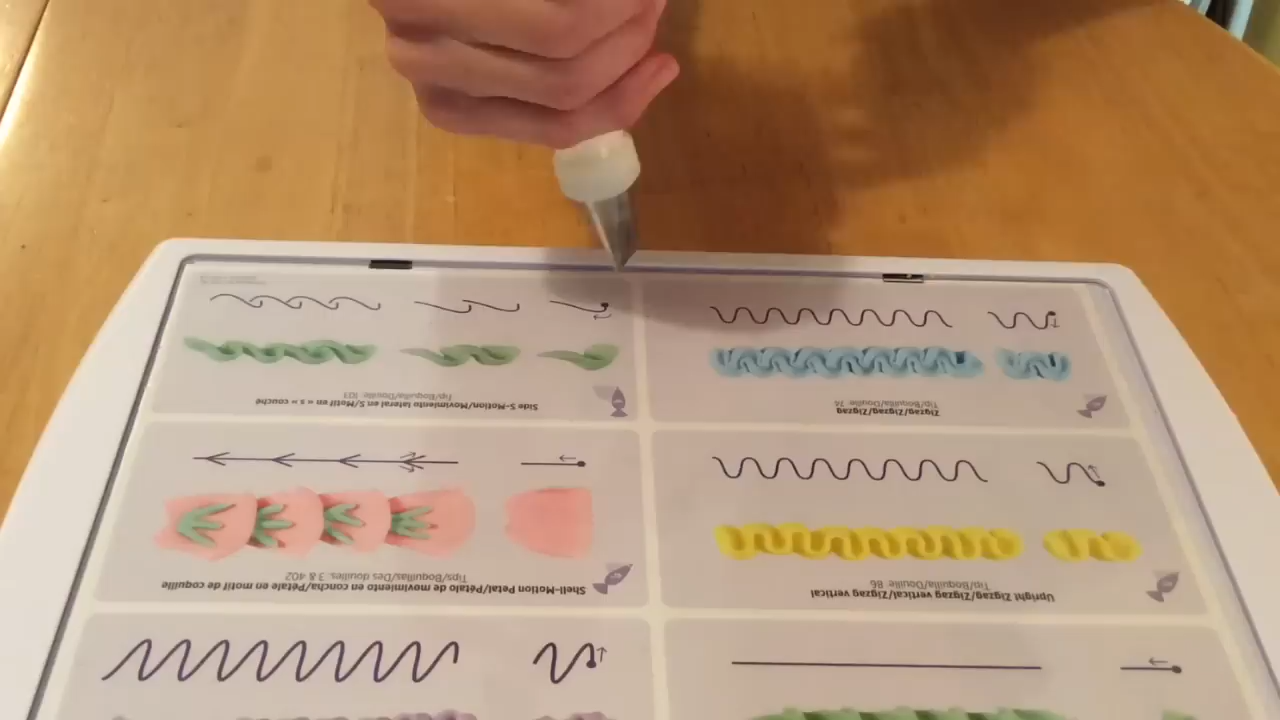 Side S-Motion/Movimiento lateral en S/Motif en « s » couché
Tip/Boquilla/Douille: 103
Zigzag/Zigzag/Zigzag
Tip/Boquilla/Douille: 74
Shell-Motion Petal/Pétalo de movimiento en concha/Pétale en motif de coquille
Tips/Boquillas/Des douilles: 3 & 402
Upright Zigzag/Zigzag vertical/Zigzag vertical
Tip/Boquilla/Douille: 86